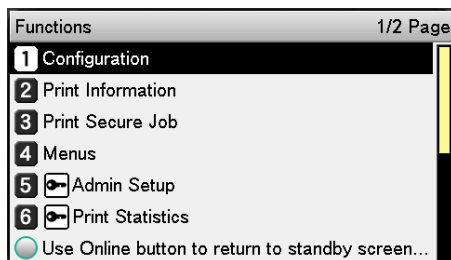 Functions 1/2 Page
1 Configuration
2 Print Information
3 Print Secure Job
4 Menus
5 Admin Setup
6 Print Statistics
Use Online button to return to standby screen...